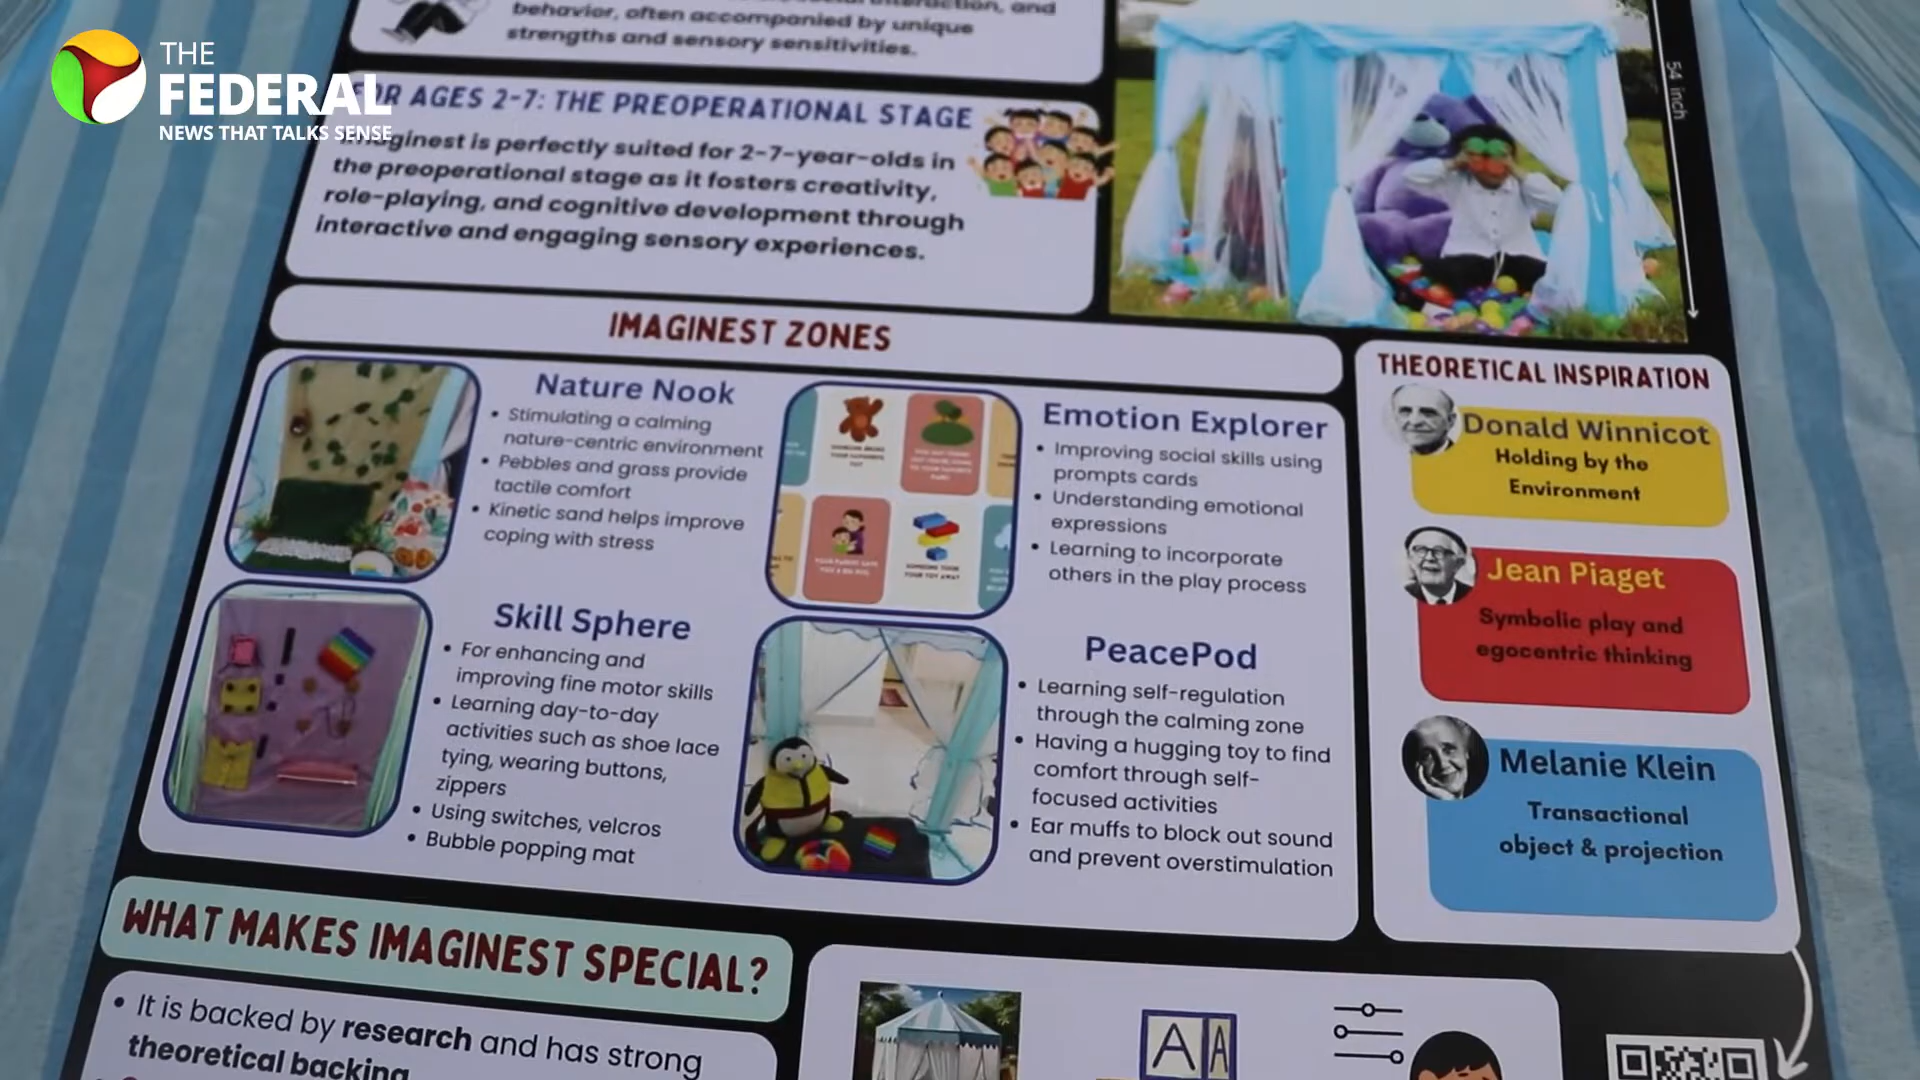 THE
FEDERAL
NEWS THAT TALKS SENSE
behavior, often accompanied by unique
strengths and sensory sensitivities.
FOR AGES 2-7: THE PREOPERATIONAL STAGE
Imaginest is perfectly suited for 2-7-year-olds in
the preoperational stage as it fosters creativity,
role-playing, and cognitive development through
interactive and engaging sensory experiences.
54 inch
IMAGINEST ZONES
Nature Nook
• Stimulating a calming
nature-centric environment
• Pebbles and grass provide
tactile comfort
• Kinetic sand helps improve
coping with stress
Emotion Explorer
• Improving social skills using
prompts cards
• Understanding emotional
expressions
• Learning to incorporate
others in the play process
Skill Sphere
• For enhancing and
improving fine motor skills
• Learning day-to-day
activities such as shoe lace
tying, wearing buttons,
zippers
• Using switches, velcros
• Bubble popping mat
PeacePod
• Learning self-regulation
through the calming zone
• Having a hugging toy to find
comfort through self-
focused activities
• Ear muffs to block out sound
and prevent overstimulation
THEORETICAL INSPIRATION
Donald Winnicot
Holding by the
Environment
Jean Piaget
Symbolic play and
egocentric thinking
Melanie Klein
Transactional
object & projection
WHAT MAKES IMAGINEST SPECIAL?
• It is backed by research and has strong
theoretical backing
A A